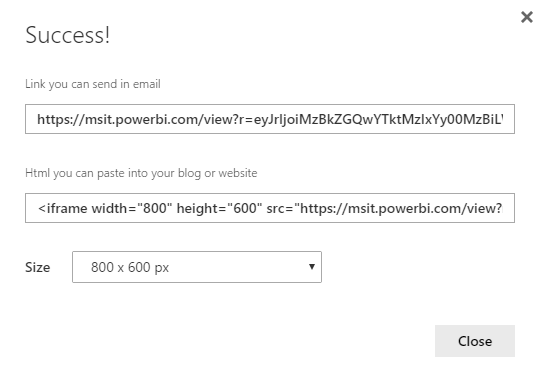 Success!
Link you can send in email
https://msit.powerbi.com/view?r=eyJrIjoiMzBkZGQwYTktMzIxYy00MzBiLV
Html you can paste into your blog or website
<iframe width="800" height="600" src="https://msit.powerbi.com/view?
Size
800 x 600 px
Close